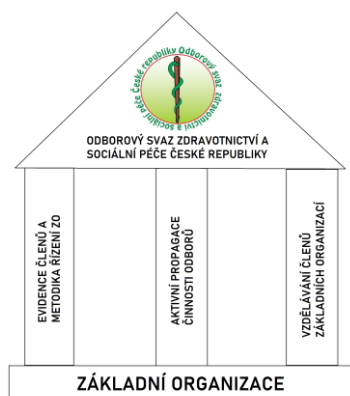 Odborový svaz zdravotnictví a sociální péče České republiky
ODBOROVÝ SVAZ ZDRAVOTNICTVÍ A
SOCIÁLNÍ PÉČE ČESKÉ REPUBLIKY
EVIDENCE ČLENŮ A
METODIKA ŘÍZENÍ ZO
AKTIVNÍ PROPAGACE
ČINNOSTI ODBORŮ
VZDĚLÁVÁNÍ ČLENŮ
ZÁKLADNÍCH ORGANIZACÍ
ZÁKLADNÍ ORGANIZACE